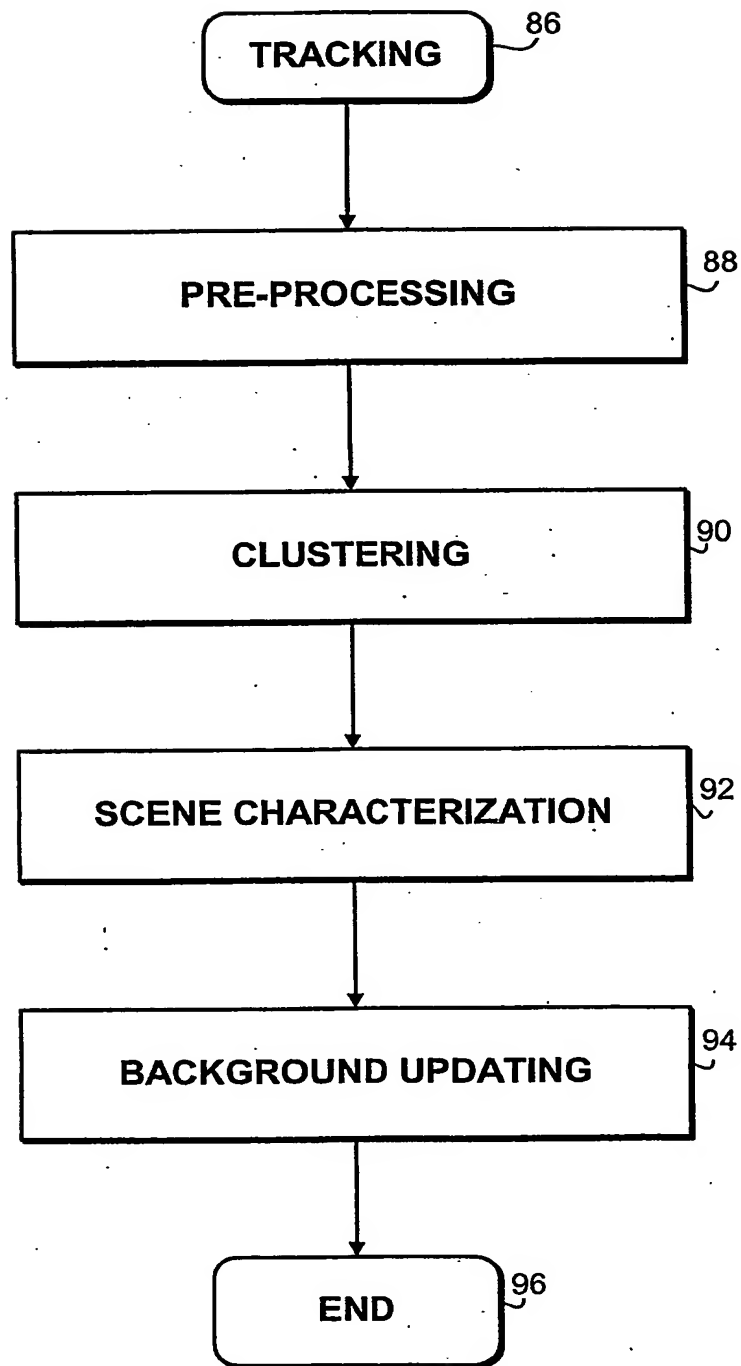 TRACKING
86
PRE-PROCESSING
88
CLUSTERING
90
SCENE CHARACTERIZATION
92
BACKGROUND UPDATING
94
END
96